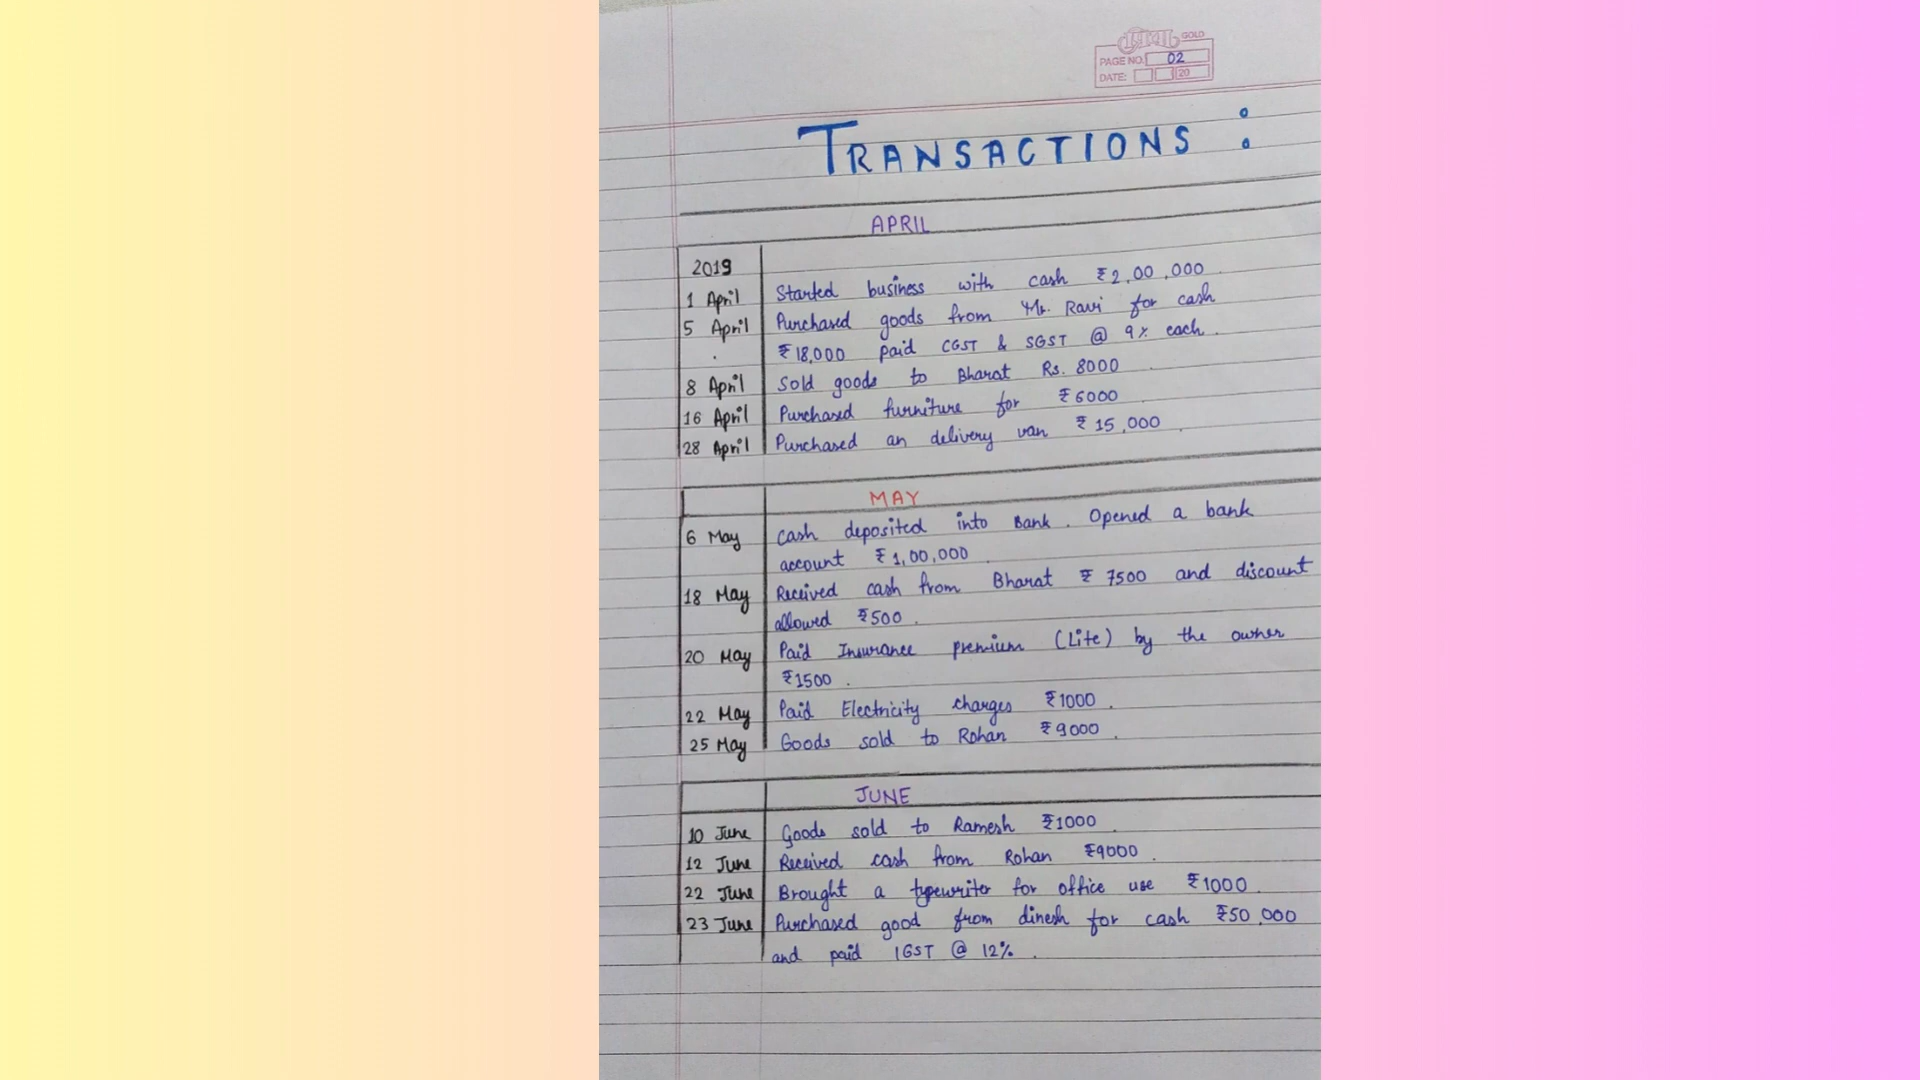 GOLD
PAGE NO. 02
DATE: 20
TRANSACTIONS :
APRIL
2019
1 April Started business with cash ₹2,00,000
5 April Purchased goods from Mr. Ravi for cash
₹18,000 paid CGST & SGST @ 9% each.
8 April Sold goods to Bharat Rs. 8000
16 April Purchased furniture for ₹6000
28 April Purchased an delivery van ₹15,000.
MAY
6 May cash deposited into Bank. Opened a bank
account ₹1,00,000
18 May Received cash from Bharat ₹7500 and discount
allowed ₹500.
20 May Paid Insurance premium (Life) by the owner
₹1500.
22 May Paid Electricity charges ₹1000.
25 May Goods sold to Rohan ₹9000.
JUNE
10 June Goods sold to Ramesh ₹1000
12 June Received cash from Rohan ₹9000.
22 June Brought a typewriter for office use ₹1000.
23 June Purchased good from dinesh for cash ₹50,000
and paid IGST @ 12%.